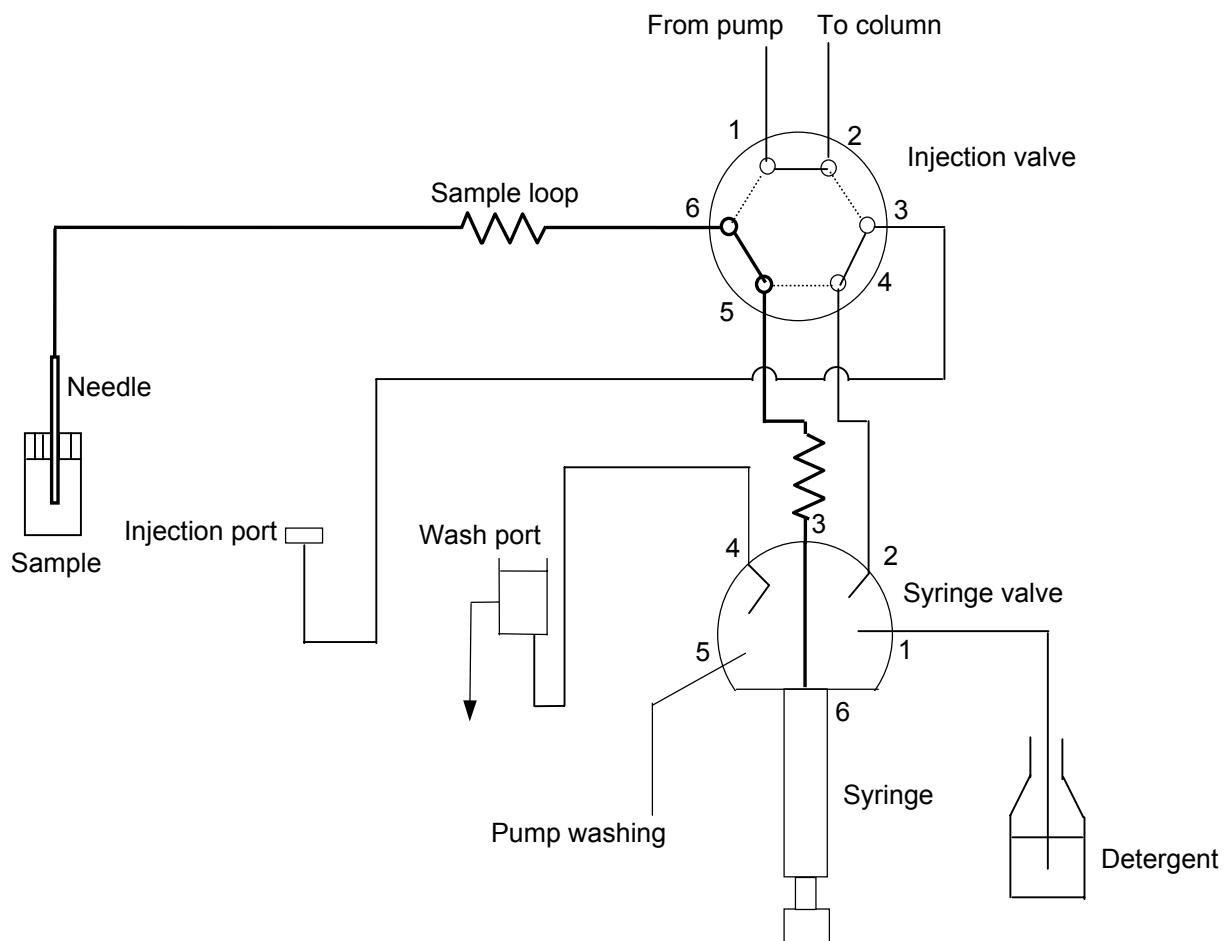 From pump To column
1
2
Injection valve
Sample loop
6
3
4
5
Needle
Injection port
Wash port
3
4
2
Sample
Syringe valve
5
1
6
Syringe
Pump washing
Detergent